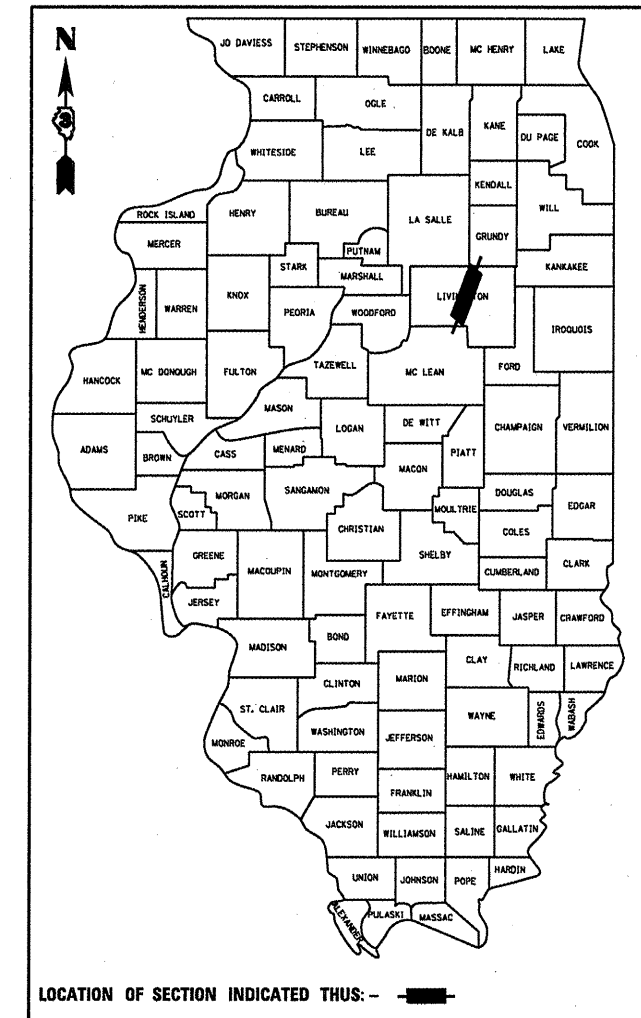 N
3
JO DAVIESS STEPHENSON WINNEBAGO BOONE MC HENRY LAKE
CARROLL OGLE DE KALB KANE DU PAGE COOK
WHITESIDE LEE
KENDALL WILL
ROCK ISLAND HENRY BUREAU LA SALLE GRUNDY
MERCER PUTNAM
STARK MARSHALL KANKAKEE
HENDERSON WARREN KNOX PEORIA WOODFORD IROQUOIS
TAZEWELL MC LEAN FORD
HANCOCK MC DONOUGH FULTON
MASON
SCHUYLER LOGAN DE WITT CHAMPAIGN VERMILION
ADAMS BROWN CASS MENARD PIATT
MACON
MORGAN SANGAMON DOUGLAS EDGAR
PIKE SCOTT MOULTRIE
CHRISTIAN COLES
GREENE SHELBY
CALHOUN MACOUPIN MONTGOMERY CUMBERLAND CLARK
JERSEY
FAYETTE EFFINGHAM JASPER CRAWFORD
MADISON BOND
CLAY RICHLAND LAWRENCE
CLINTON MARION
ST. CLAIR WAYNE EDWARDS WABASH
WASHINGTON JEFFERSON
MONROE
RANDOLPH PERRY HAMILTON WHITE
FRANKLIN
JACKSON WILLIAMSON SALINE GALLATIN
UNION JOHNSON POPE HARDIN
ALEXANDER PULASKI MASSAC
LOCATION OF SECTION INDICATED THUS: –